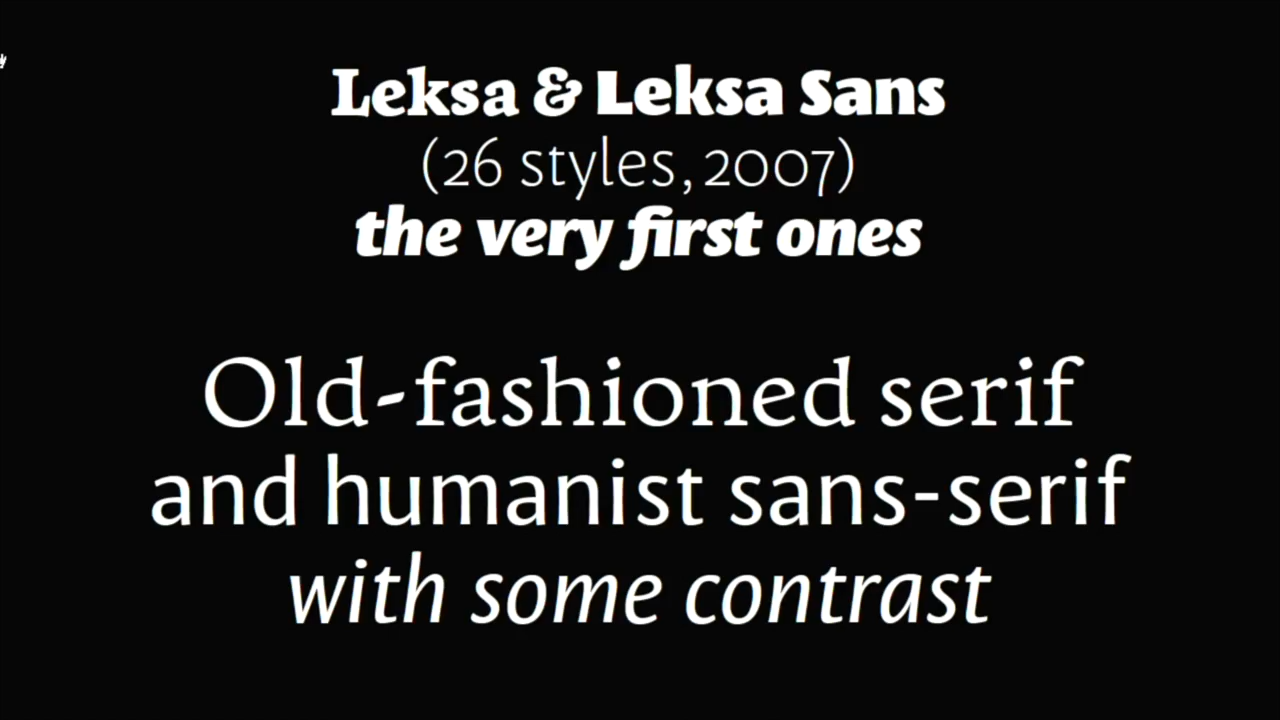 Leksa & Leksa Sans
(26 styles, 2007)
the very first ones
Old-fashioned serif
and humanist sans-serif
with some contrast